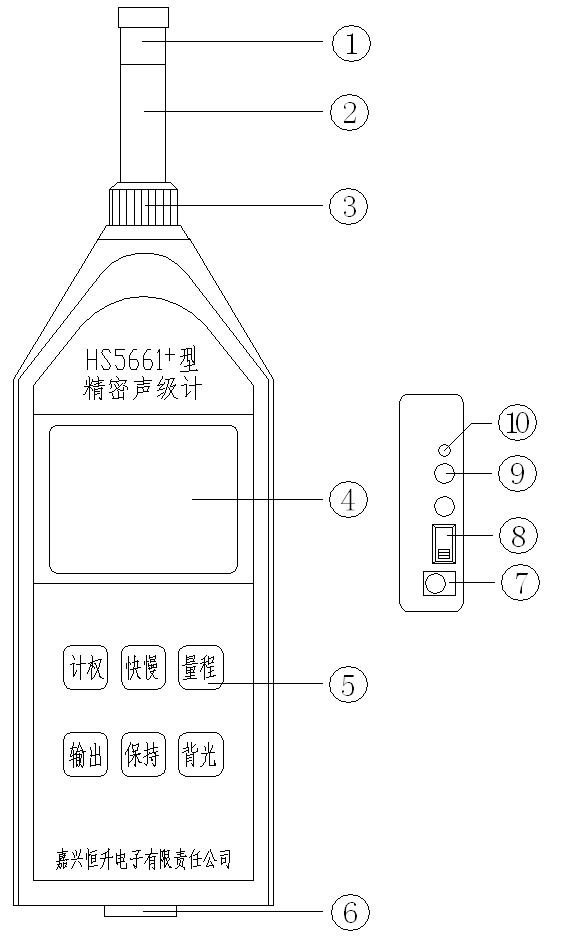 ①
②
③
HS5661+型
精密声级计
⑩
⑨
④
⑧
⑦
计权 快慢 量程
⑤
输出 保持 背光
嘉兴恒升电子有限责任公司
⑥